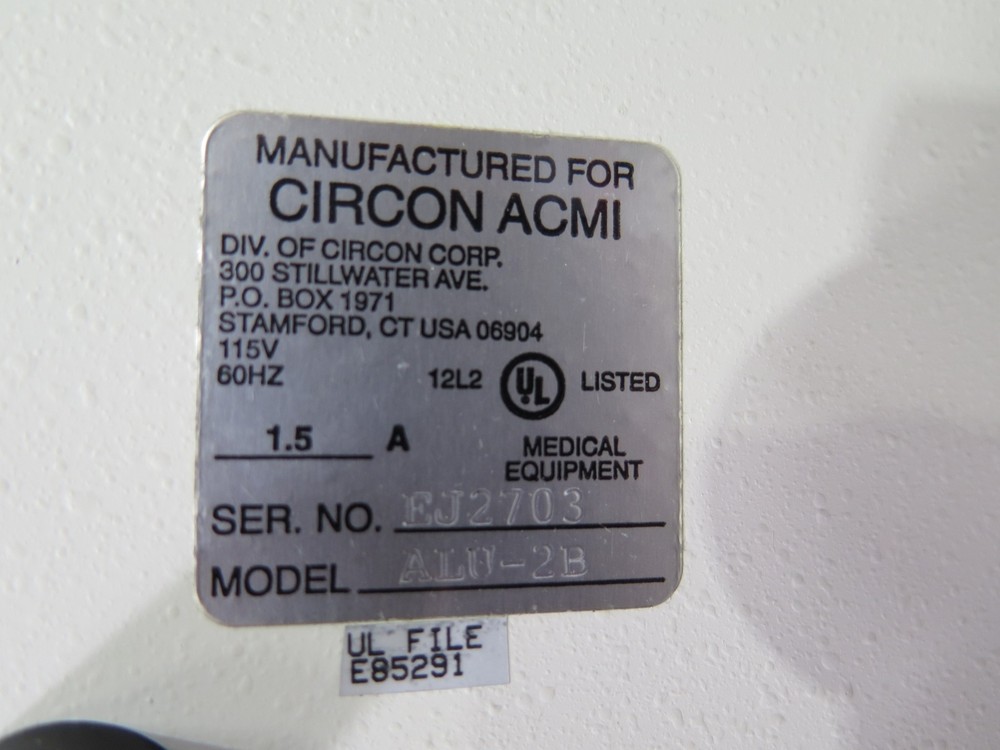 MANUFACTURED FOR
CIRCON ACMI
DIV. OF CIRCON CORP.
300 STILLWATER AVE.
P.O. BOX 1971
STAMFORD, CT USA 06904
115V
60HZ 12L2 UL LISTED
1.5 A MEDICAL
EQUIPMENT
SER. NO. EJ2703
MODEL ALU-2B
UL FILE
E85291